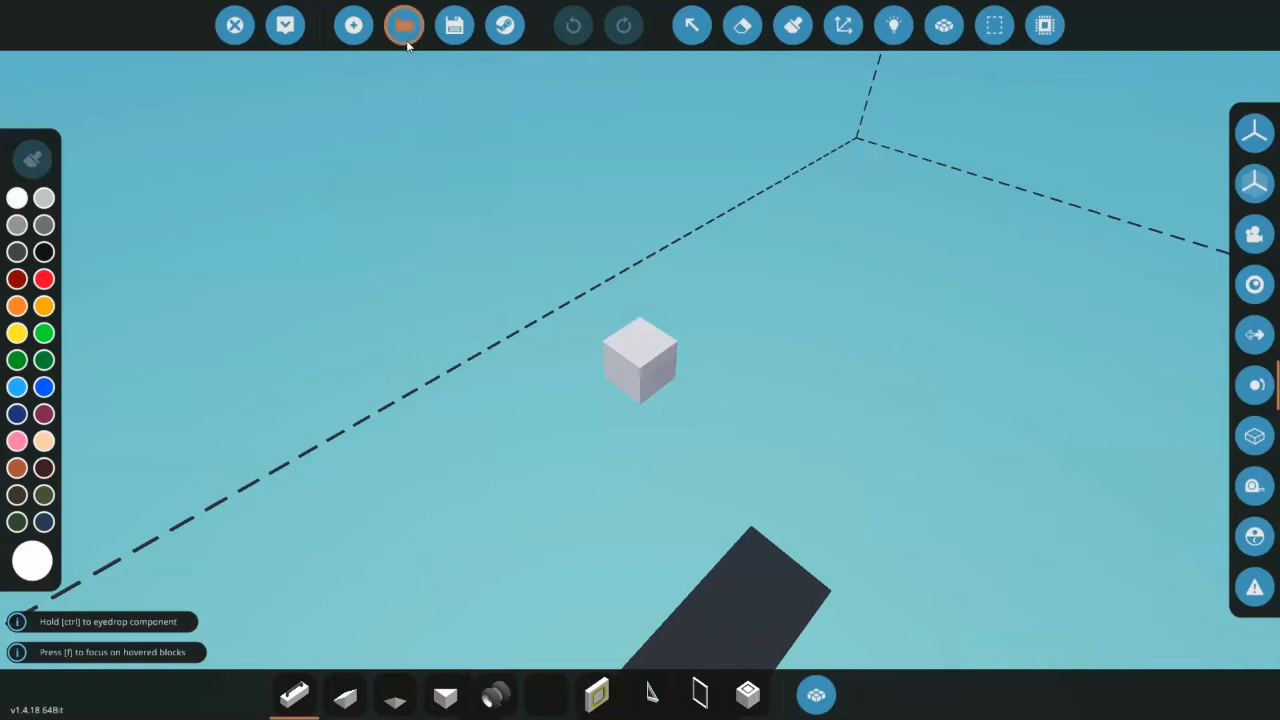 Hold [ctrl] to eyedrop component
Press [f] to focus on hovered blocks
v1.4.18 64Bit